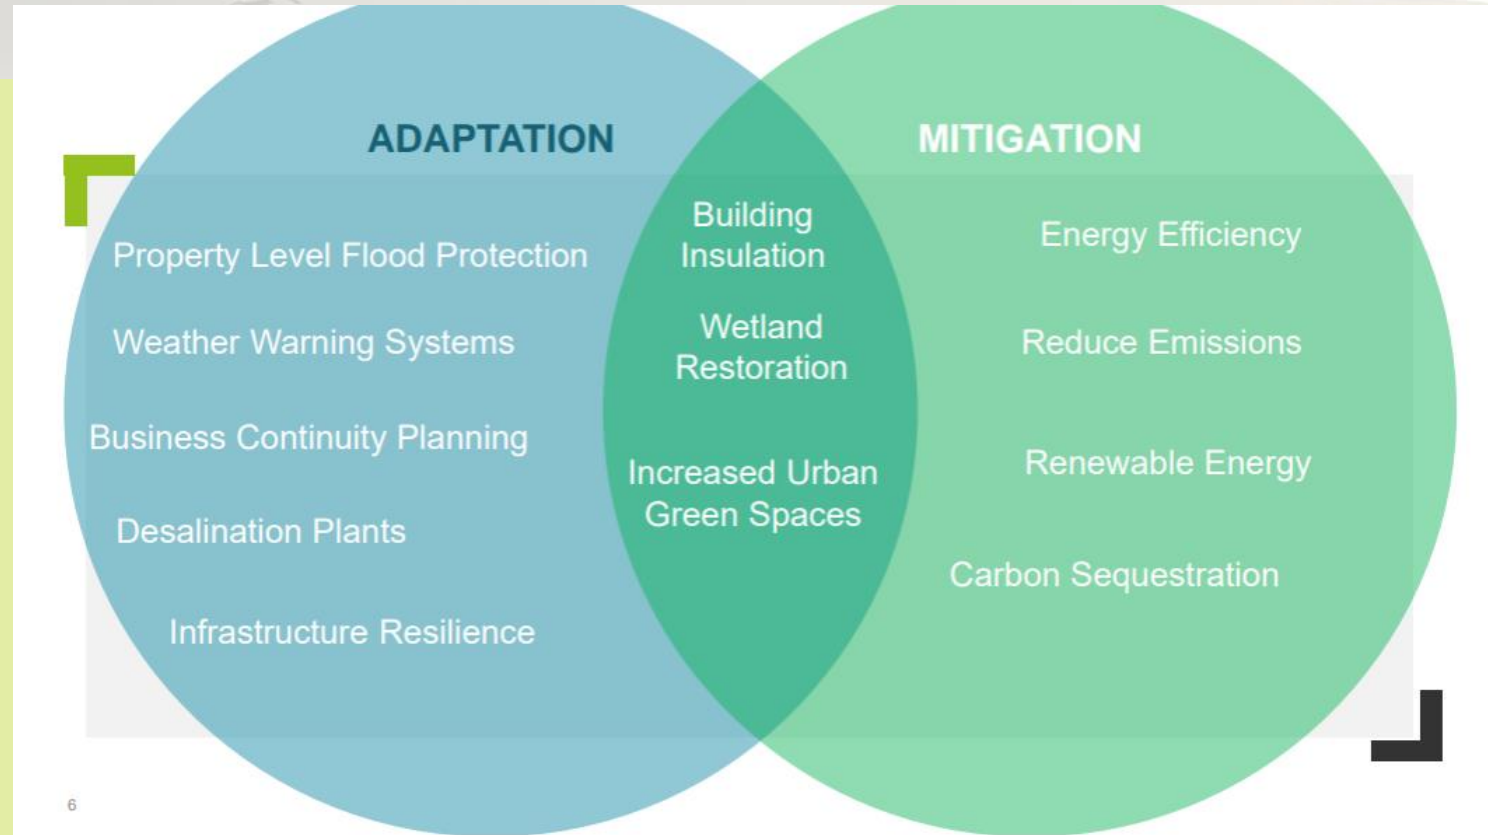 ADAPTATION
Property Level Flood Protection
Weather Warning Systems
Business Continuity Planning
Desalination Plants
Infrastructure Resilience
Building
Insulation
Wetland
Restoration
Increased Urban
Green Spaces
MITIGATION
Energy Efficiency
Reduce Emissions
Renewable Energy
Carbon Sequestration
6